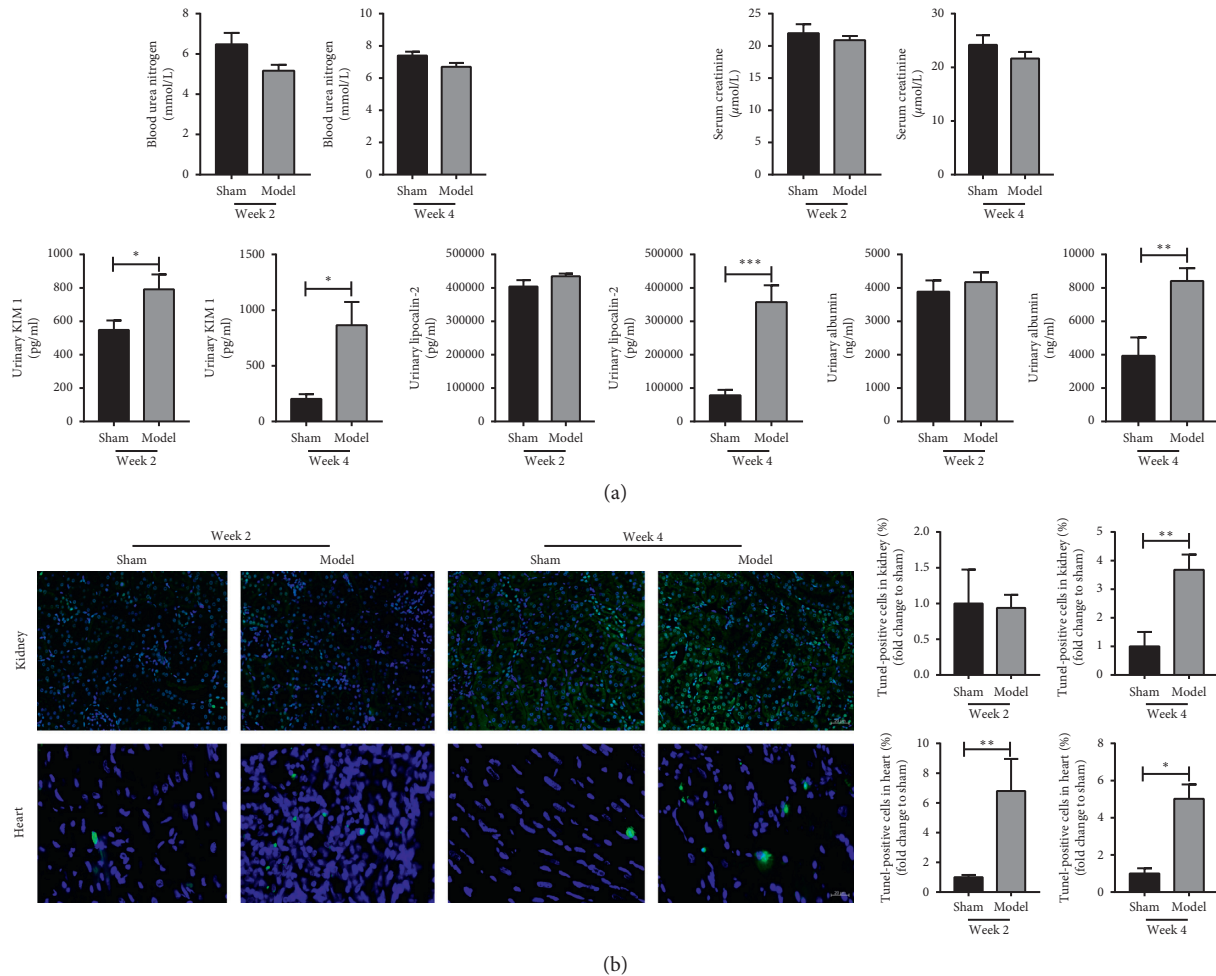 Blood urea nitrogen
(mmol/L)
8
6
4
2
0
Sham Model
Week 2
Blood urea nitrogen
(mmol/L)
10
8
6
4
2
0
Sham Model
Week 4
Serum creatinine
(µmol/L)
25
20
15
10
5
0
Sham Model
Week 2
Serum creatinine
(µmol/L)
30
20
10
0
Sham Model
Week 4
Urinary KIM 1
(pg/ml)
1000
800
600
400
200
0
*
Sham Model
Week 2
Urinary KIM 1
(pg/ml)
1500
1000
500
0
*
Sham Model
Week 4
Urinary lipocalin-2
(pg/ml)
500000
400000
300000
200000
100000
0
Sham Model
Week 2
Urinary lipocalin-2
(pg/ml)
500000
400000
300000
200000
100000
0
***
Sham Model
Week 4
Urinary albumin
(ng/ml)
5000
4000
3000
2000
1000
0
Sham Model
Week 2
Urinary albumin
(ng/ml)
10000
8000
6000
4000
2000
0
**
Sham Model
Week 4
(a)
Week 2
Week 4
Sham
Model
Sham
Model
Kidney
Heart
Tunel-positive cells in kidney (%)
(fold change to sham)
2.0
1.5
1.0
0.5
0.0
Sham Model
Week 2
Tunel-positive cells in kidney (%)
(fold change to sham)
5
4
3
2
1
0
**
Sham Model
Week 4
Tunel-positive cells in heart (%)
(fold change to sham)
10
8
6
4
2
0
**
Sham Model
Week 2
Tunel-positive cells in heart (%)
(fold change to sham)
8
6
4
2
0
*
Sham Model
Week 4
(b)